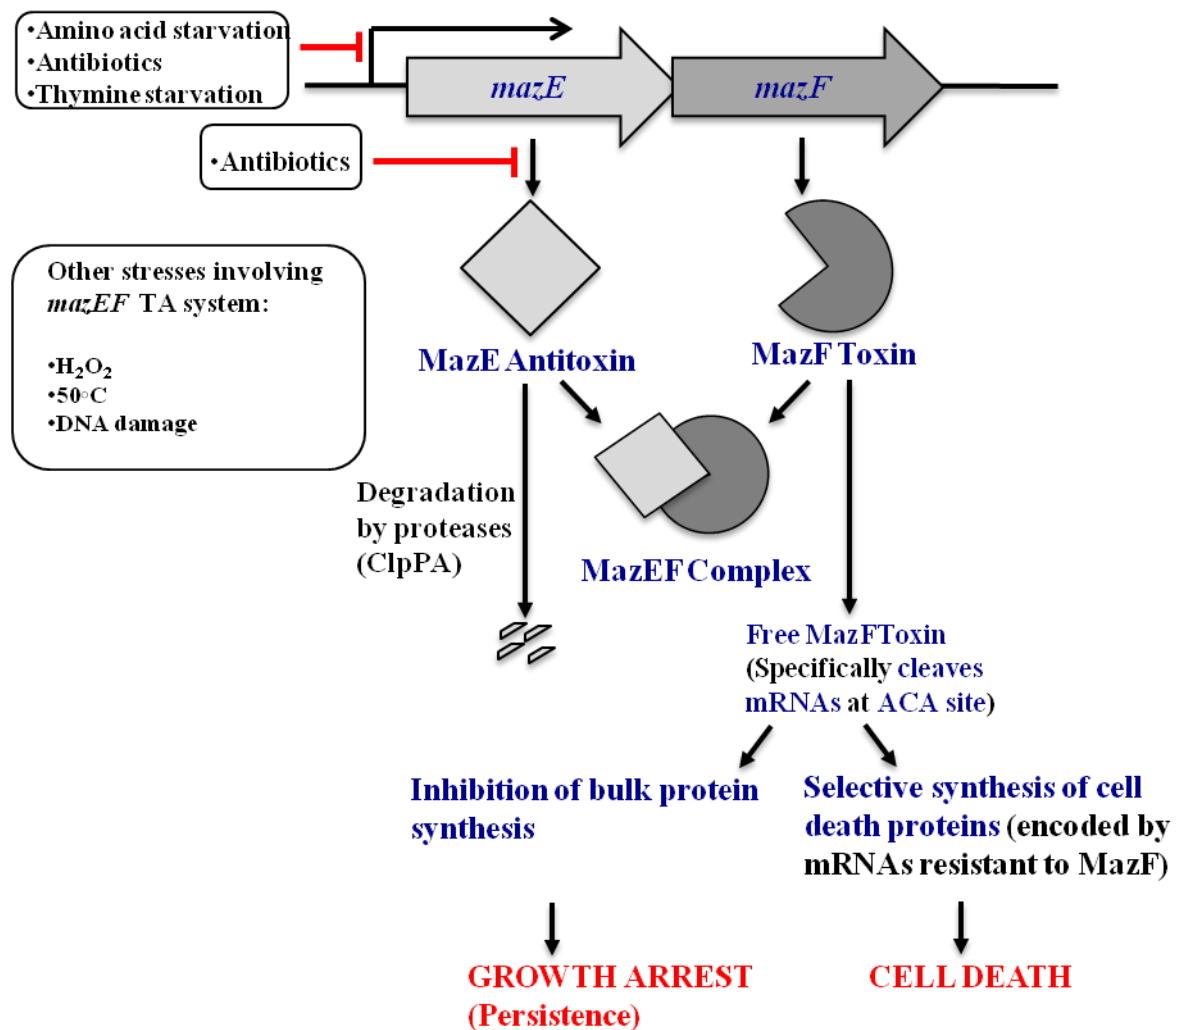 •Amino acid starvation
•Antibiotics
•Thymine starvation
mazE
mazF
•Antibiotics
Other stresses involving
mazEF TA system:
•H₂O₂
•50◦C
•DNA damage
MazE Antitoxin
MazF Toxin
Degradation
by proteases
(ClpPA)
MazEF Complex
Free MazFToxin
(Specifically cleaves
mRNAs at ACA site)
Inhibition of bulk protein
synthesis
Selective synthesis of cell
death proteins (encoded by
mRNAs resistant to MazF)
GROWTH ARREST
(Persistence)
CELL DEATH